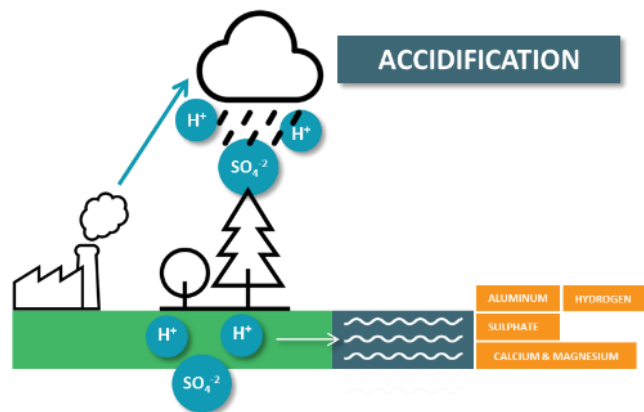 ACCIDIFICATION
H+
H+
SO4-2
ALUMINUM
HYDROGEN
H+
H+
SULPHATE
CALCIUM & MAGNESIUM
SO4-2